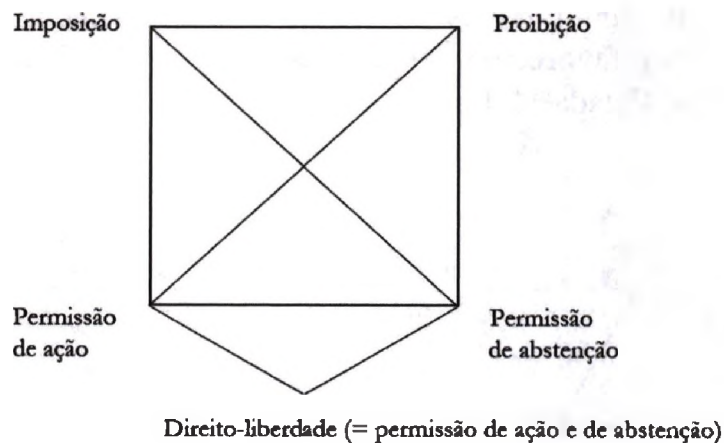 Imposição
Proibição
Permissão
de ação
Permissão
de abstenção
Direito-liberdade (= permissão de ação e de abstenção)